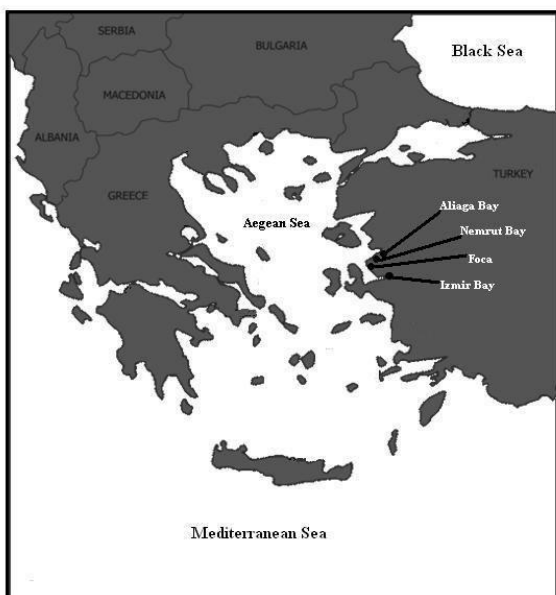 SERBIA
BULGARIA
Black Sea
MACEDONIA
ALBANIA
GREECE
TURKEY
Aliaga Bay
Aegean Sea
Nemrut Bay
Foca
Izmir Bay
Mediterranean Sea